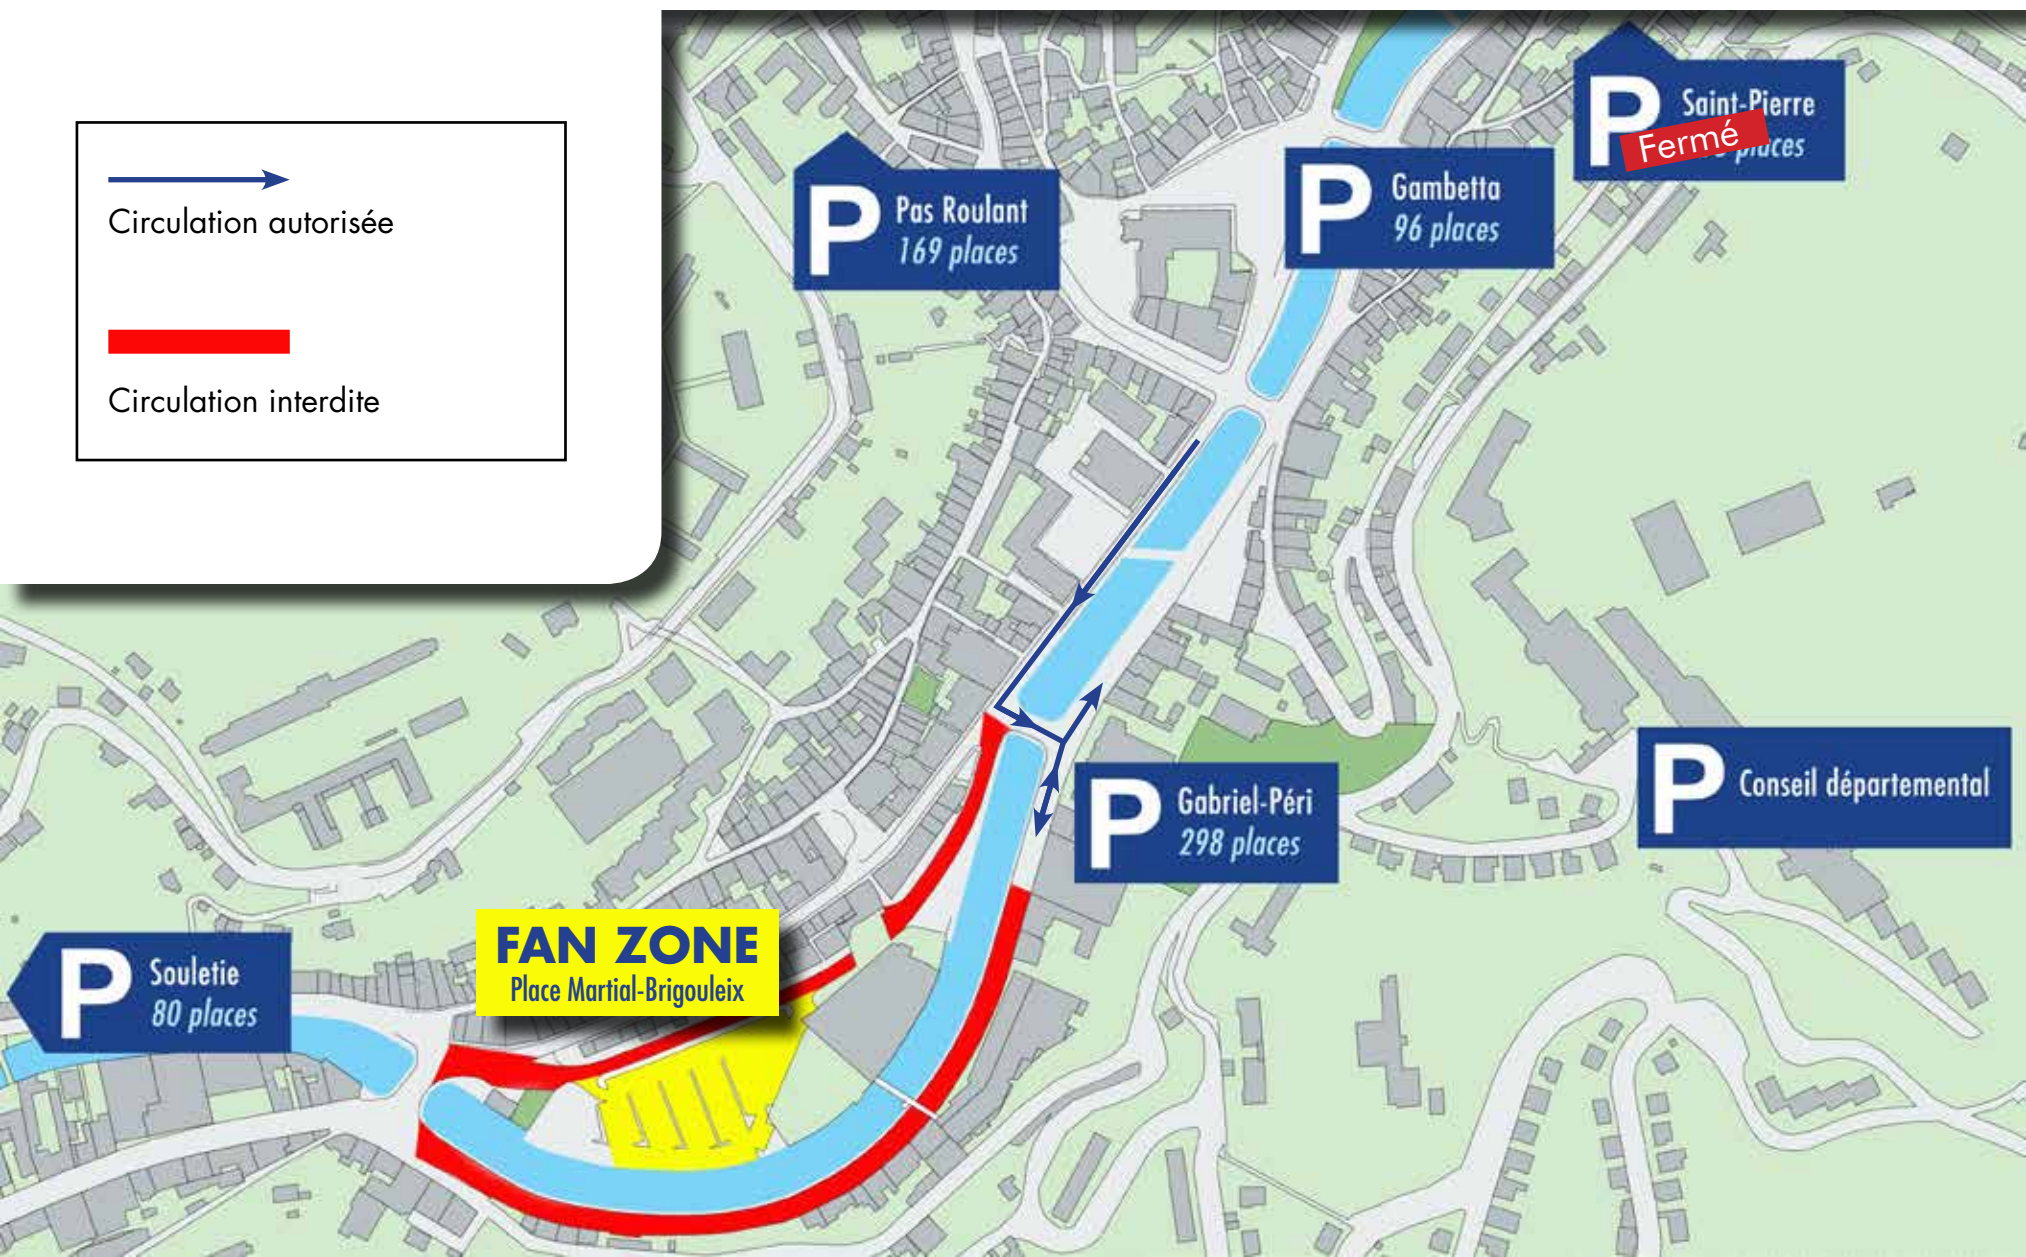 Circulation autorisée
Circulation interdite
P Saint-Pierre
Fermé
places
P Gambetta
96 places
P Pas Roulant
169 places
P Conseil départemental
P Gabriel-Péri
298 places
FAN ZONE
Place Martial-Brigouleix
P Souletie
80 places